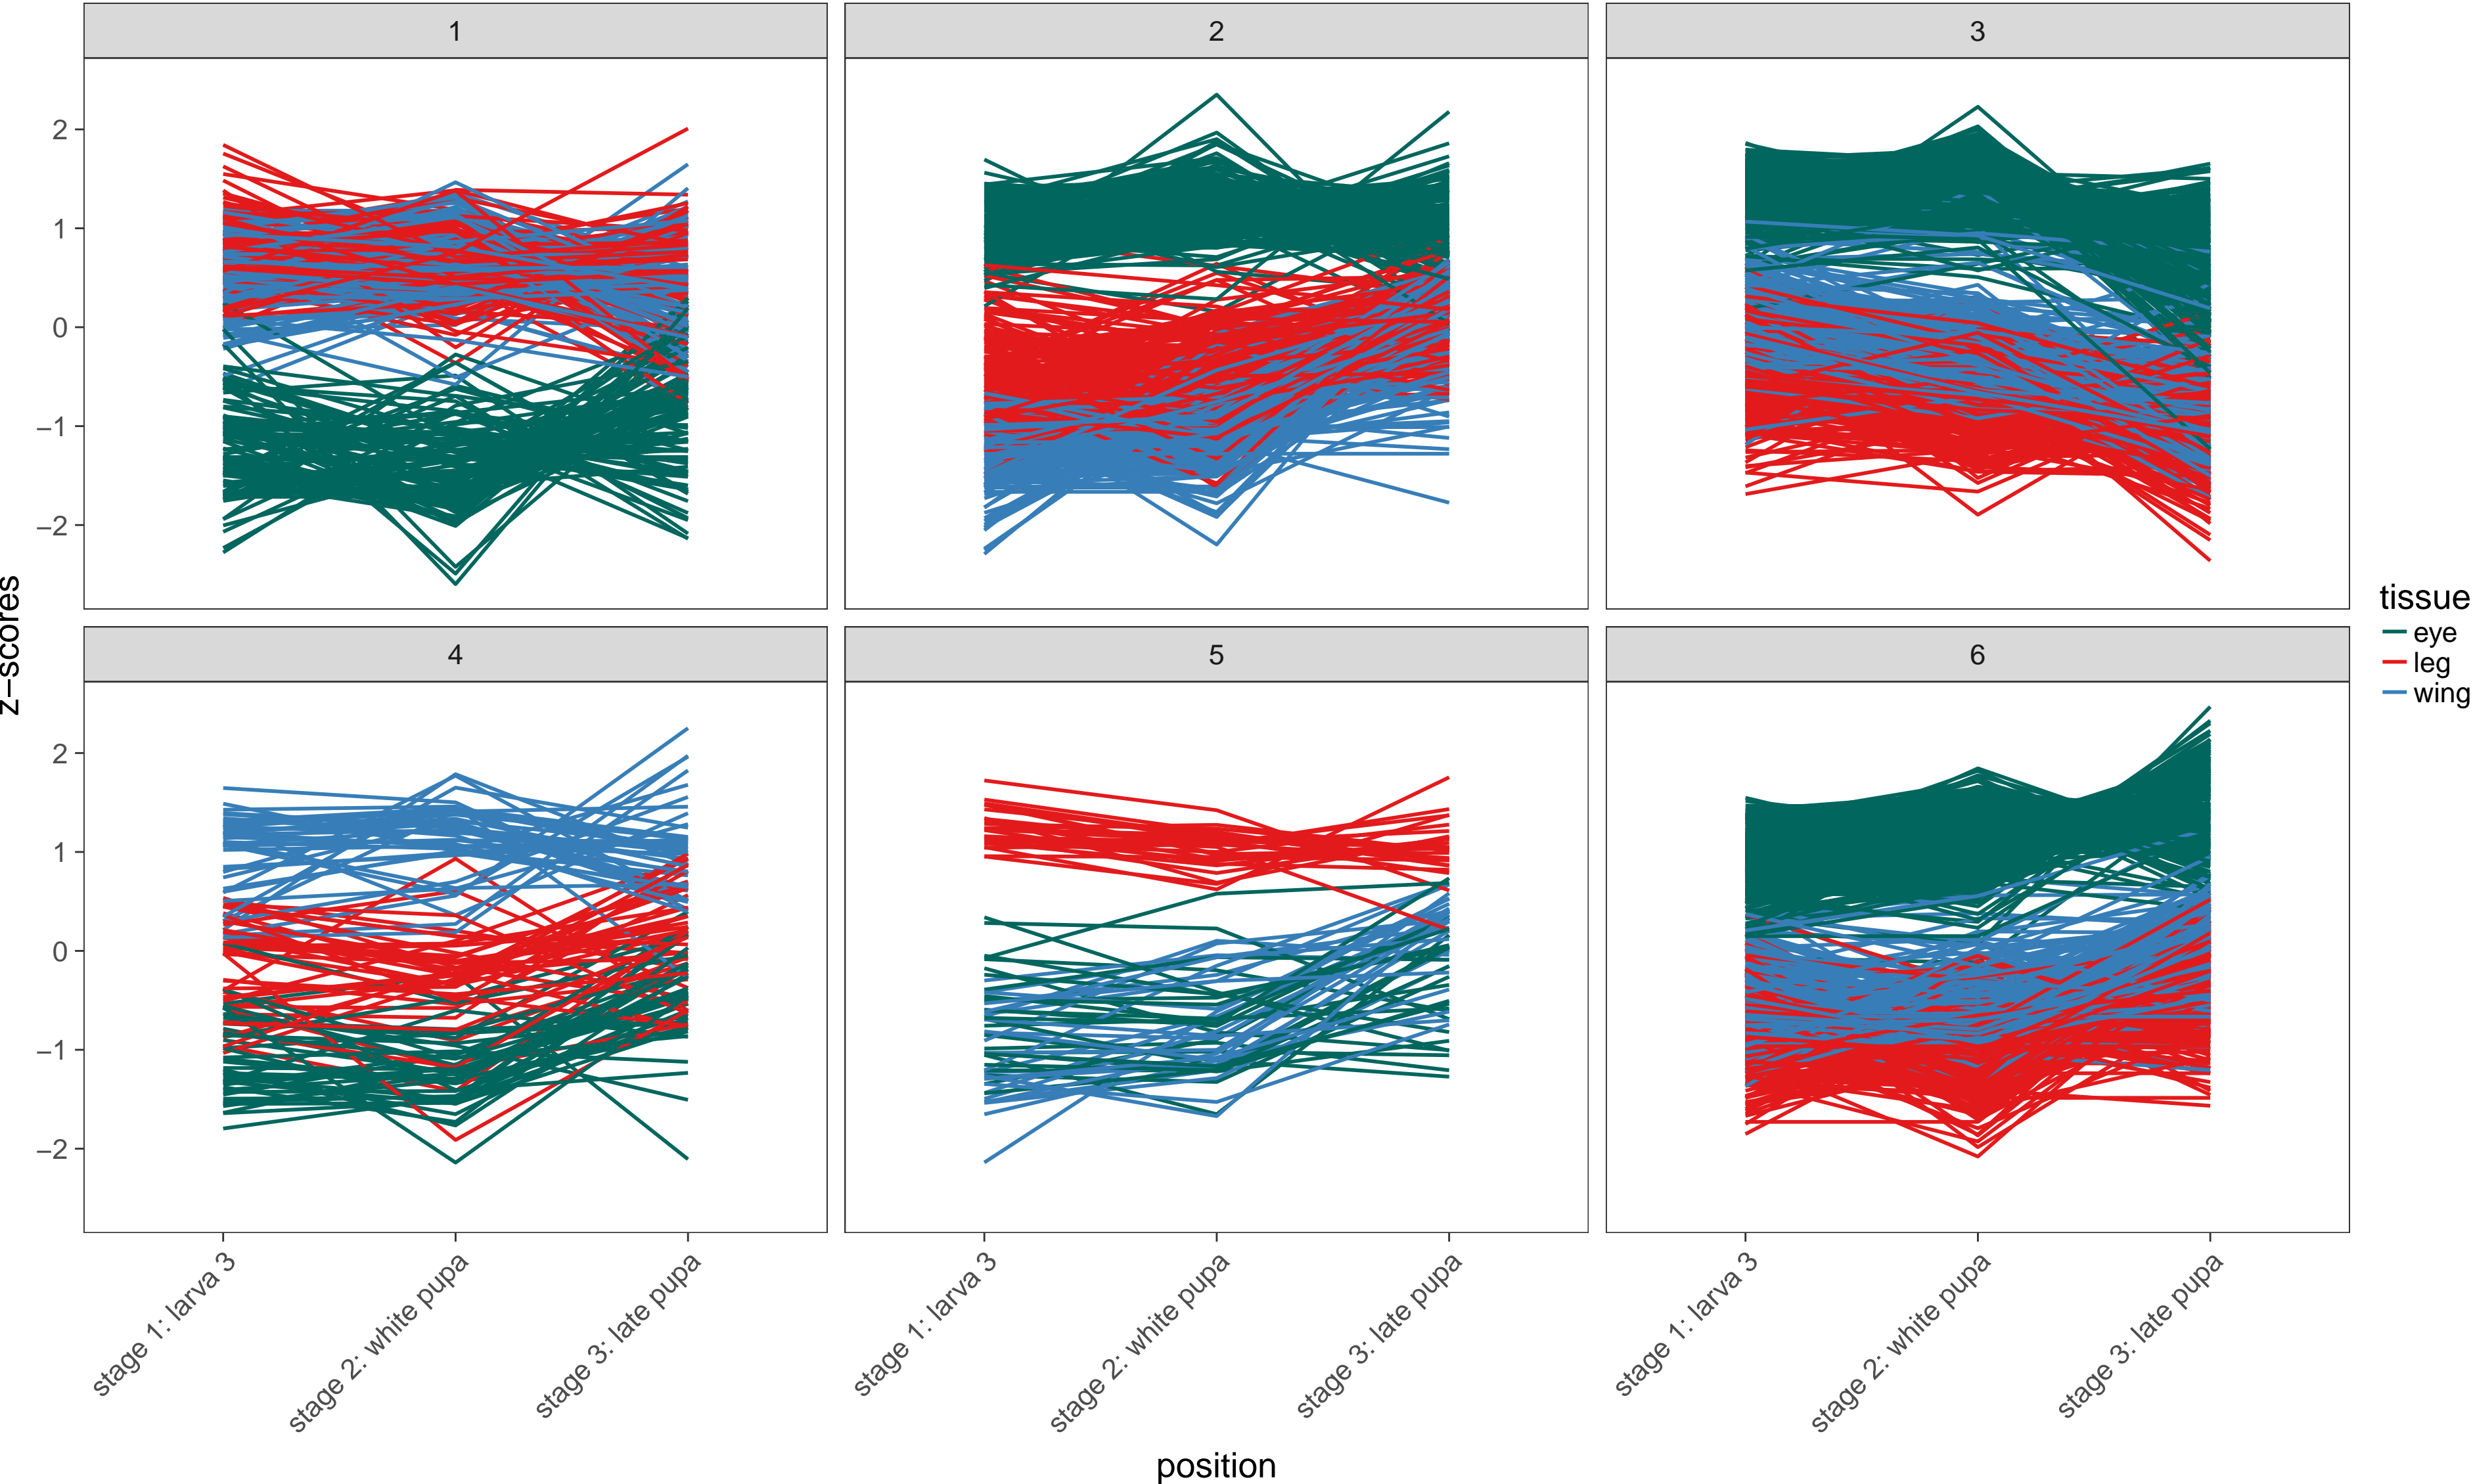 1
2
3
2
1
0
−1
−2
z−scores
tissue
eye
leg
wing
4
5
6
2
1
0
−1
−2
stage 1: larva 3
stage 2: white pupa
stage 3: late pupa
stage 1: larva 3
stage 2: white pupa
stage 3: late pupa
stage 1: larva 3
stage 2: white pupa
stage 3: late pupa
position